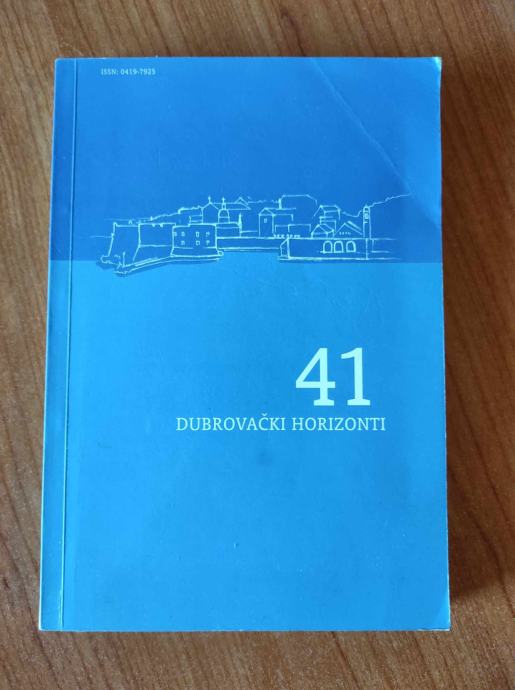 ISSN: 0419-7925
41
DUBROVAČKI HORIZONTI